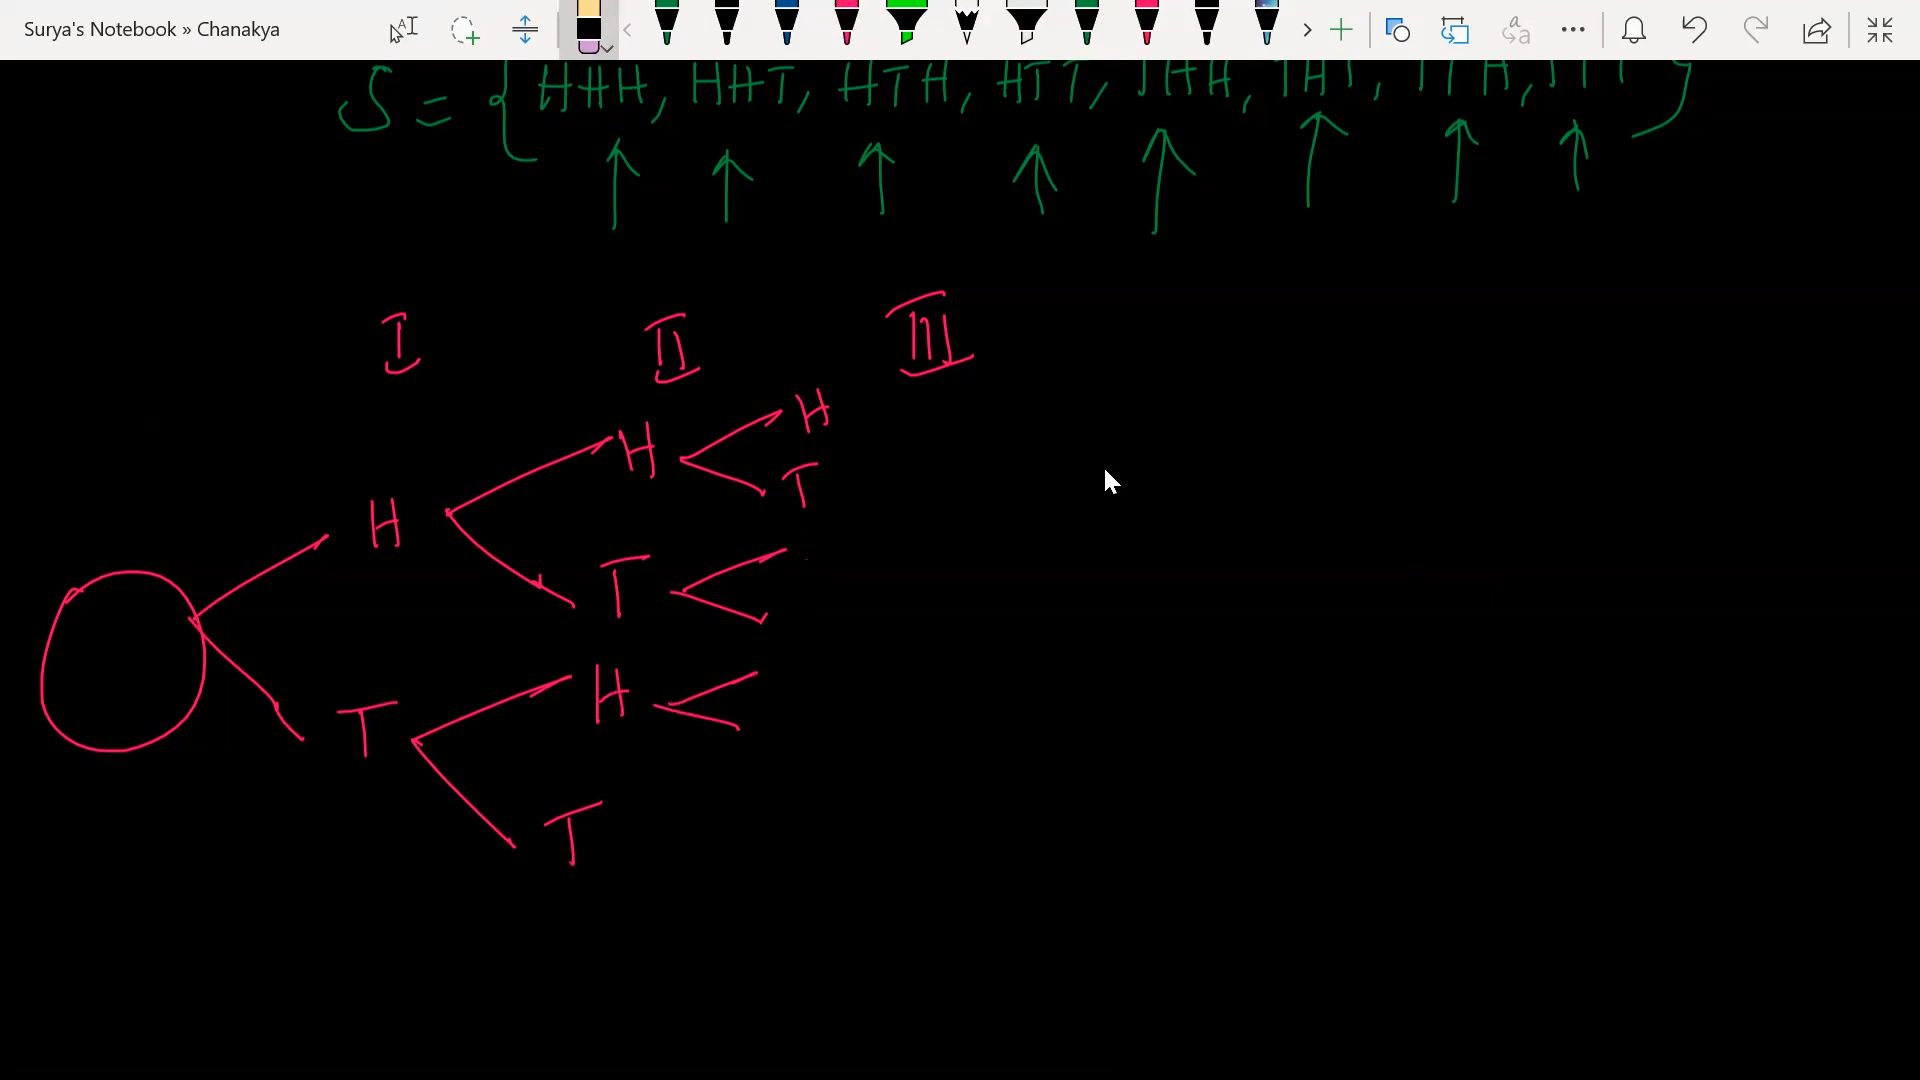 Surya's Notebook » Chanakya
S = { HHH, HHT, HTH, HTT, THH, THT, TTH, TTT }
I II III
H
H
T
H
T
H
T
T